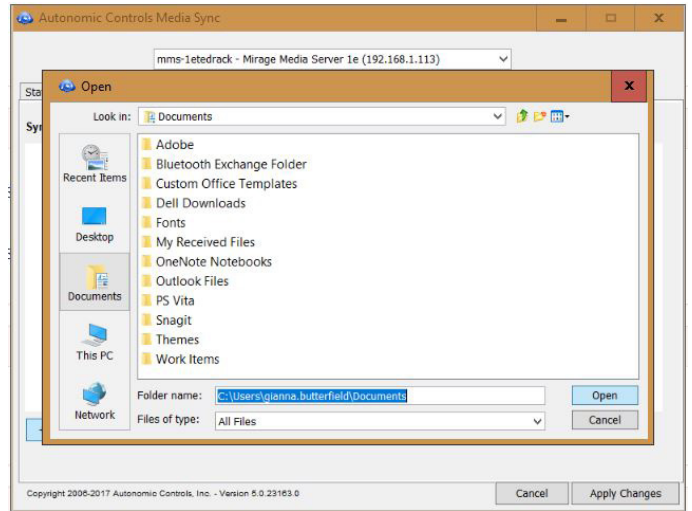 Autonomic Controls Media Sync
mms-1etedrack - Mirage Media Server 1e (192.168.1.113)
Sta
Open
Syn
Look in: Documents
Recent Items
Desktop
Documents
This PC
Network
Adobe
Bluetooth Exchange Folder
Custom Office Templates
Dell Downloads
Fonts
My Received Files
OneNote Notebooks
Outlook Files
PS Vita
Snagit
Themes
Work Items
Folder name: C:\Users\gianna.butterfield\Documents Open
Files of type: All Files Cancel
Copyright 2006-2017 Autonomic Controls, Inc. - Version 6.0.23163.0 Cancel Apply Changes